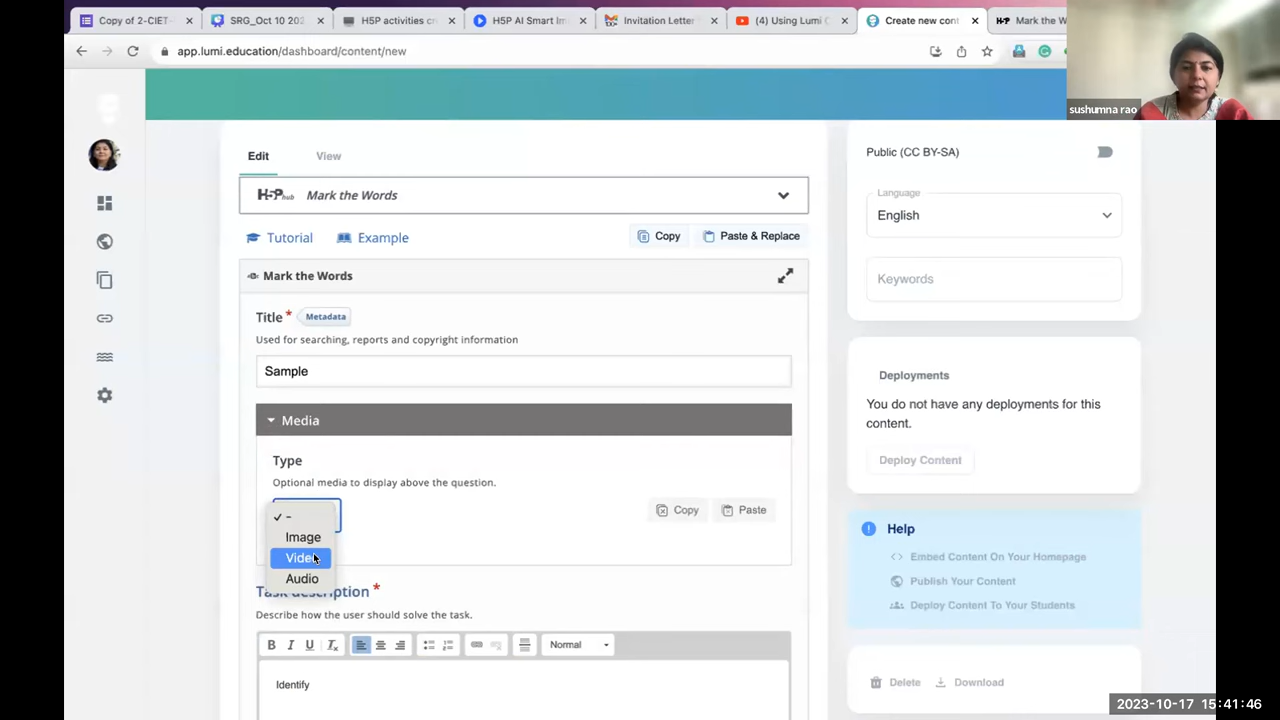 Copy of 2-CIET-
SRG_Oct 10 202
H5P activities cr
H5P AI Smart Im
Invitation Letter
(4) Using Lumi C
Create new cont
Mark the W
app.lumi.education/dashboard/content/new
sushumna rao
Edit
View
H5P hub Mark the Words
Tutorial
Example
Copy
Paste & Replace
Mark the Words
Title * Metadata
Used for searching, reports and copyright information
Sample
Media
Type
Optional media to display above the question.
-
Image
Video
Audio
Copy
Paste
Task description *
Describe how the user should solve the task.
B I U Tx
Normal
Identify
Public (CC BY-SA)
Language
English
Keywords
Deployments
You do not have any deployments for this
content.
Deploy Content
Help
Embed Content On Your Homepage
Publish Your Content
Deploy Content To Your Students
Delete
Download
2023-10-17 15:41:46